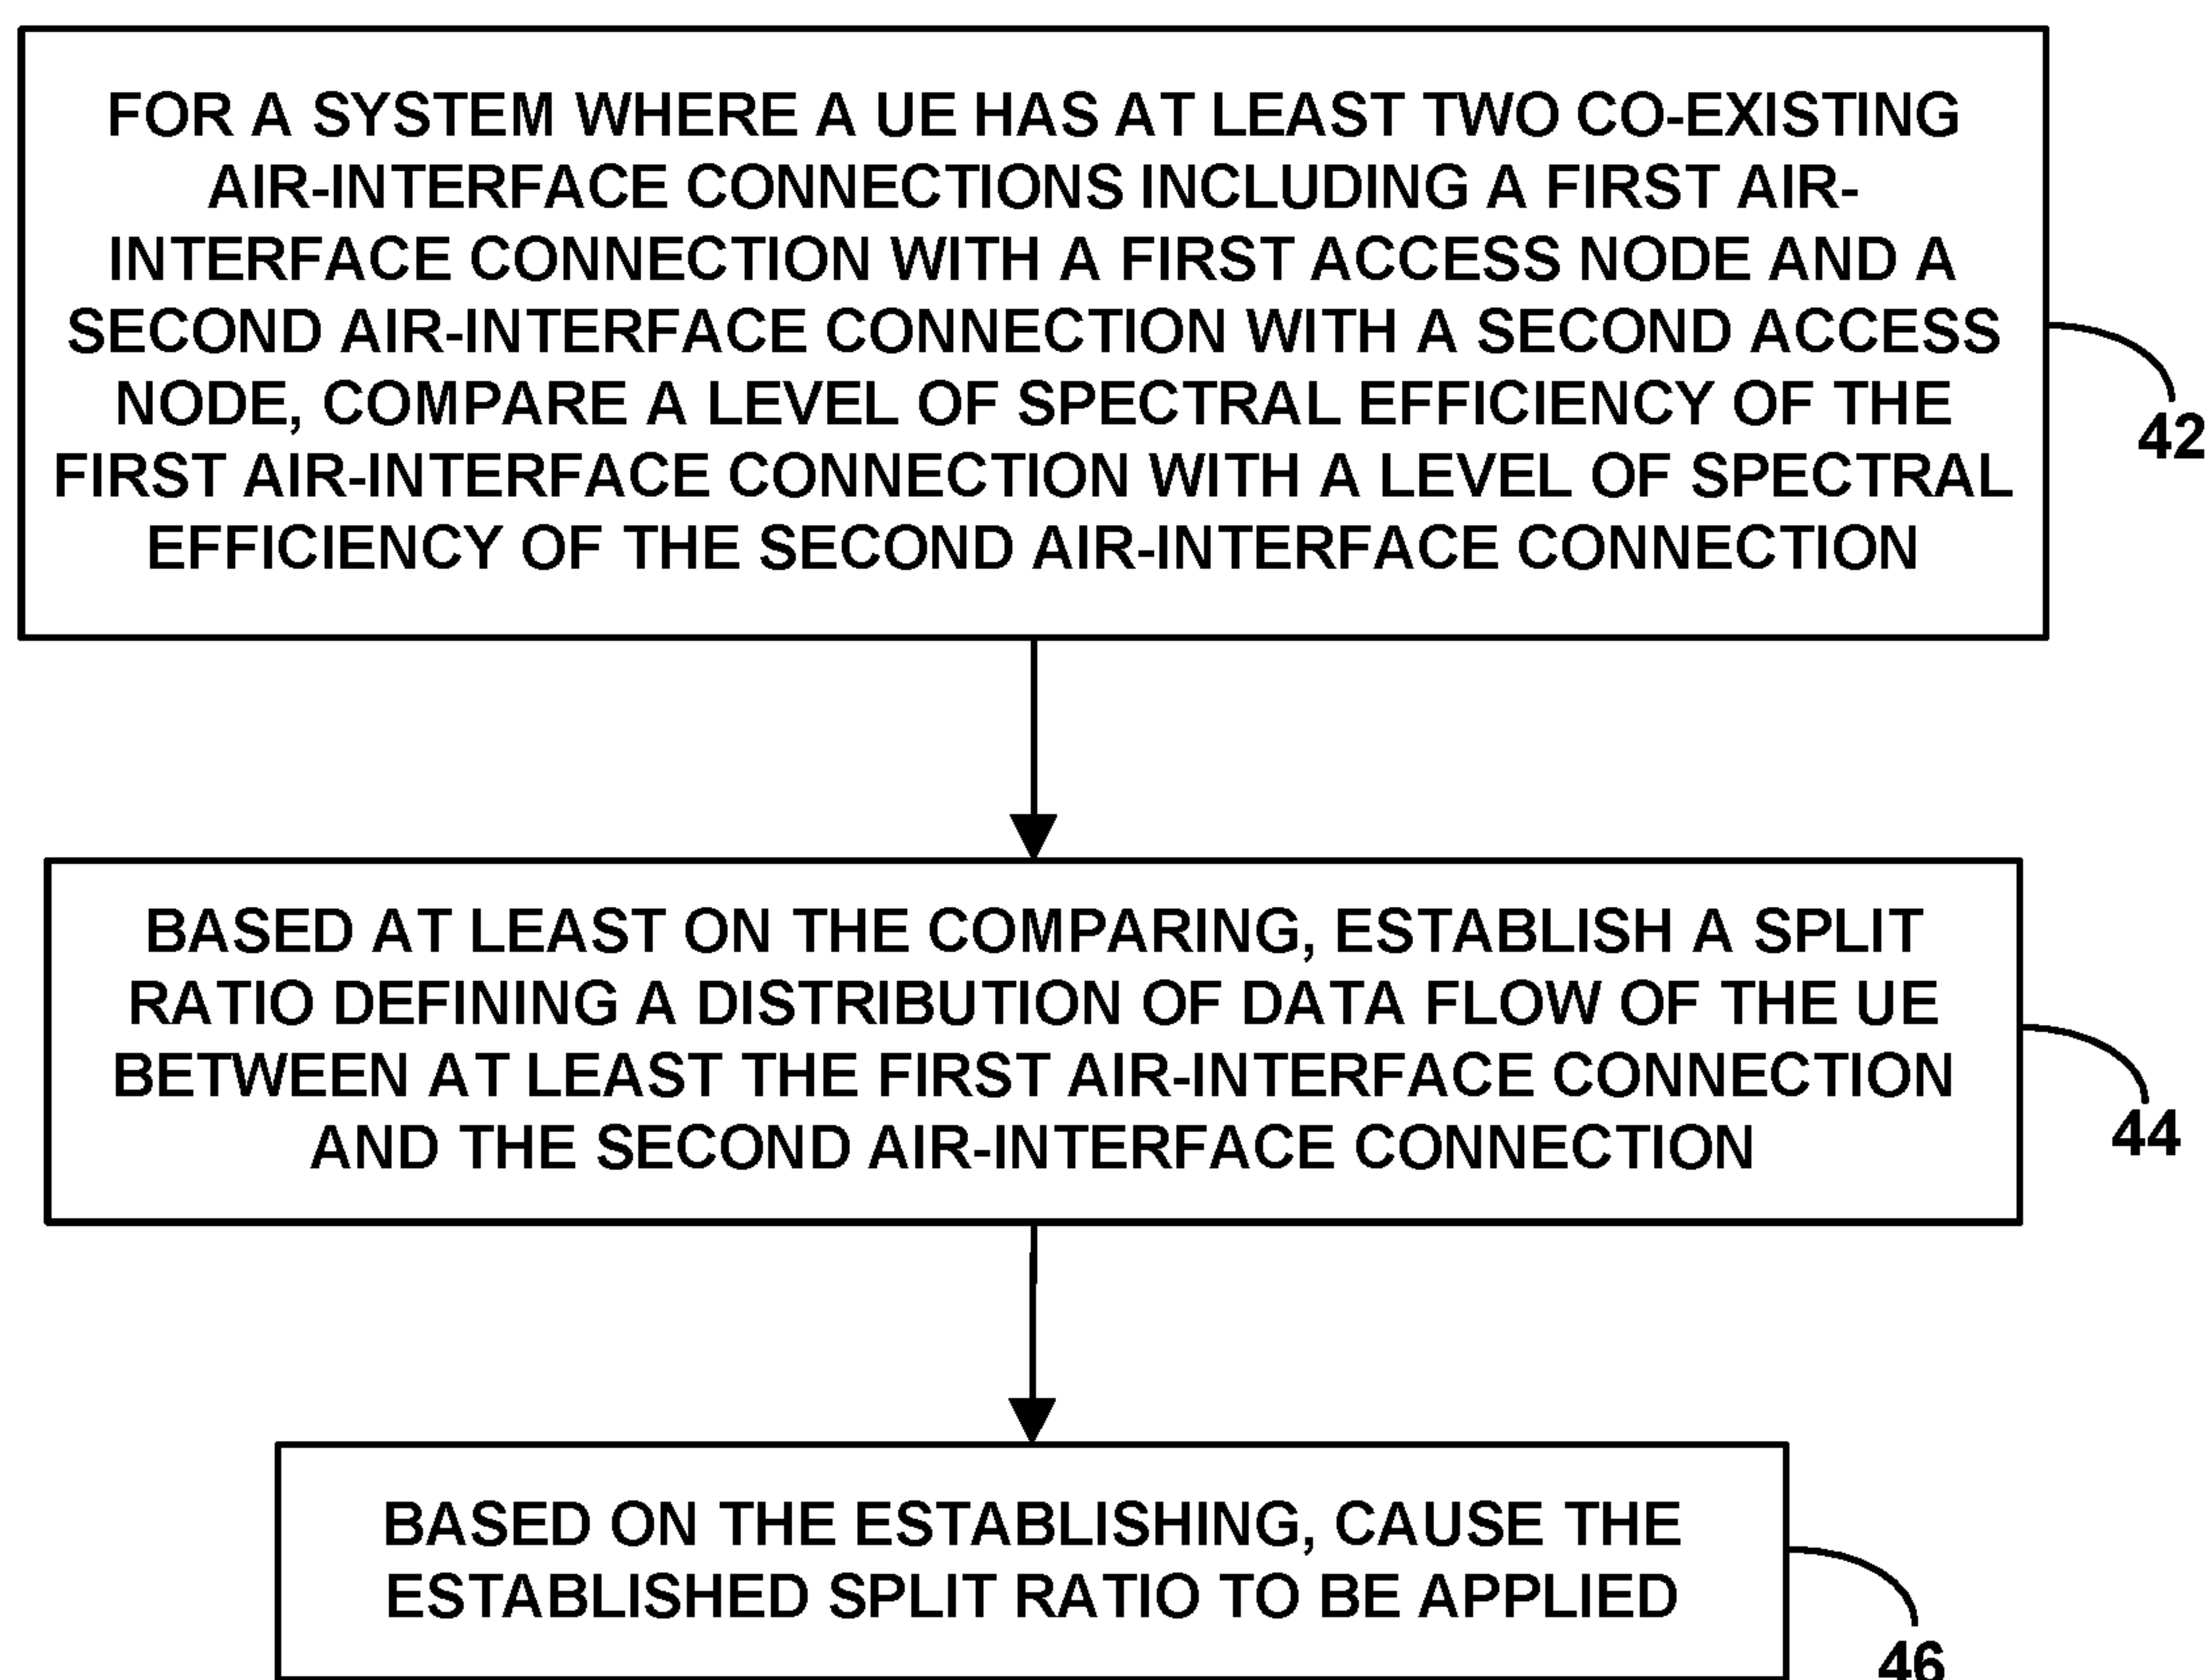 FOR A SYSTEM WHERE A UE HAS AT LEAST TWO CO-EXISTING
AIR-INTERFACE CONNECTIONS INCLUDING A FIRST AIR-
INTERFACE CONNECTION WITH A FIRST ACCESS NODE AND A
SECOND AIR-INTERFACE CONNECTION WITH A SECOND ACCESS
NODE, COMPARE A LEVEL OF SPECTRAL EFFICIENCY OF THE
FIRST AIR-INTERFACE CONNECTION WITH A LEVEL OF SPECTRAL
EFFICIENCY OF THE SECOND AIR-INTERFACE CONNECTION
42
BASED AT LEAST ON THE COMPARING, ESTABLISH A SPLIT
RATIO DEFINING A DISTRIBUTION OF DATA FLOW OF THE UE
BETWEEN AT LEAST THE FIRST AIR-INTERFACE CONNECTION
AND THE SECOND AIR-INTERFACE CONNECTION
44
BASED ON THE ESTABLISHING, CAUSE THE
ESTABLISHED SPLIT RATIO TO BE APPLIED
46